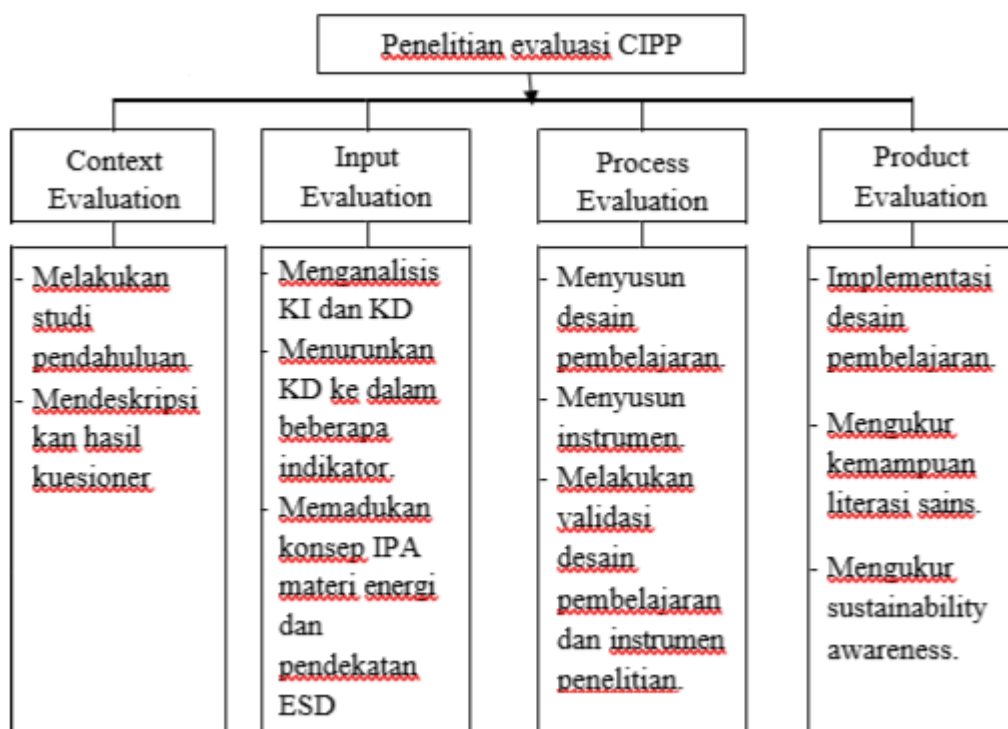 Penelitian evaluasi CIPP
Context
Evaluation
Input
Evaluation
Process
Evaluation
Product
Evaluation
- Melakukan
studi
pendahuluan.
- Mendeskripsi
kan hasil
kuesioner
- Menganalisis
KI dan KD
- Menurunkan
KD ke dalam
beberapa
indikator.
- Memadukan
konsep IPA
materi energi
dan
pendekatan
ESD
- Menyusun
desain
pembelajaran.
- Menyusun
instrumen.
- Melakukan
validasi
desain
pembelajaran
dan instrumen
penelitian.
- Implementasi
desain
pembelajaran.
- Mengukur
kemampuan
literasi sains.
- Mengukur
sustainability
awareness.